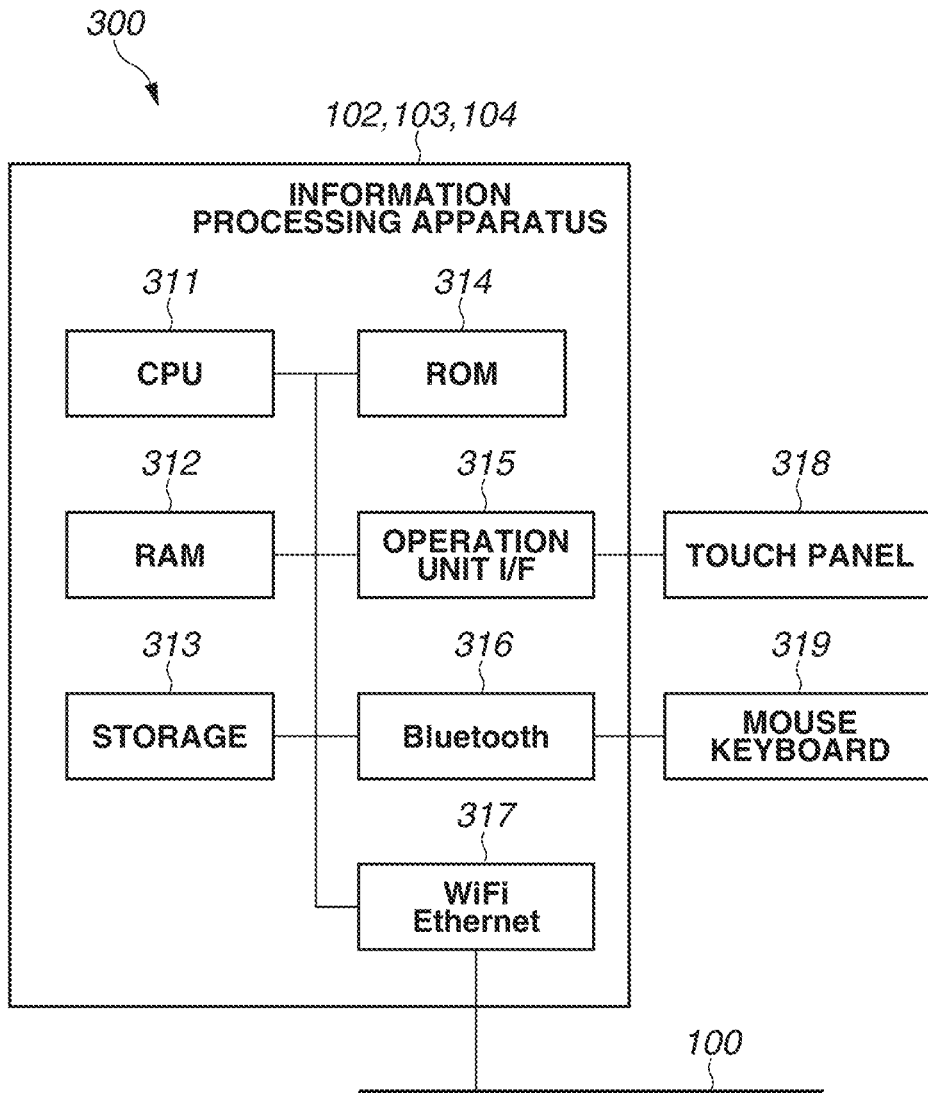 300
102,103,104
INFORMATION
PROCESSING APPARATUS
311
314
CPU
ROM
312
315
318
RAM
OPERATION
UNIT I/F
TOUCH PANEL
313
316
319
STORAGE
Bluetooth
MOUSE
KEYBOARD
317
WiFi
Ethernet
100